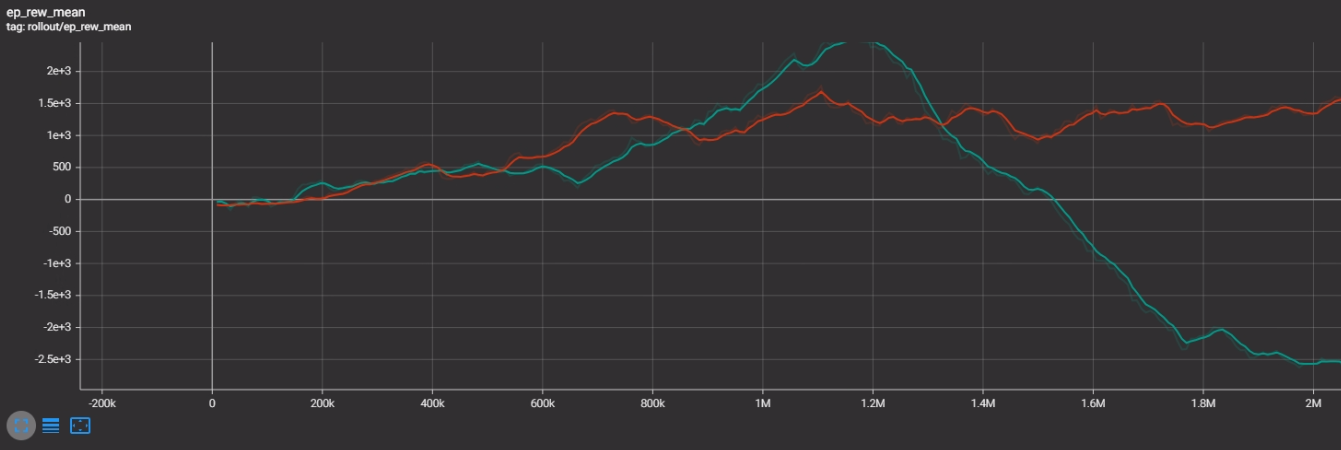 ep_rew_mean
tag: rollout/ep_rew_mean
2e+3
1.5e+3
1e+3
500
0
-500
-1e+3
-1.5e+3
-2e+3
-2.5e+3
-200k 0 200k 400k 600k 800k 1M 1.2M 1.4M 1.6M 1.8M 2M